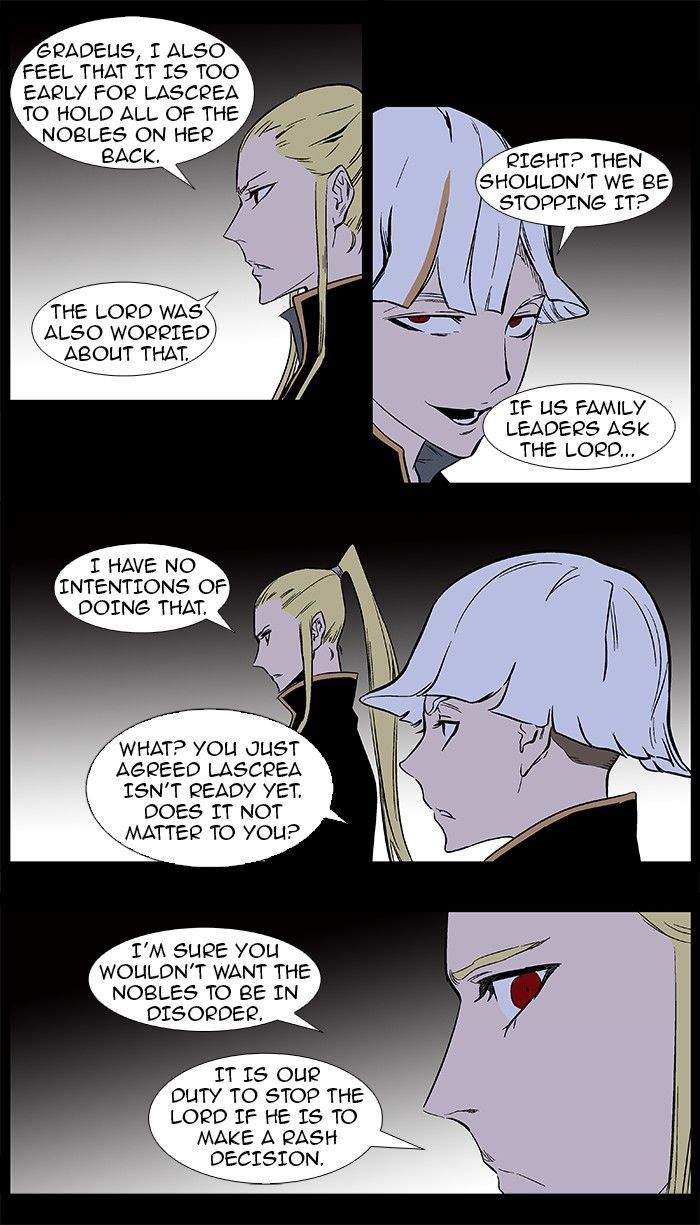 GRADEUS, I ALSO
FEEL THAT IT IS TOO
EARLY FOR LASCREA
TO HOLD ALL OF THE
NOBLES ON HER
BACK.
THE LORD WAS
ALSO WORRIED
ABOUT THAT.
RIGHT? THEN
SHOULDN'T WE BE
STOPPING IT?
IF US FAMILY
LEADERS ASK
THE LORD...
I HAVE NO
INTENTIONS OF
DOING THAT.
WHAT? YOU JUST
AGREED LASCREA
ISN'T READY YET.
DOES IT NOT
MATTER TO YOU?
I'M SURE YOU
WOULDN'T WANT THE
NOBLES TO BE IN
DISORDER.
IT IS OUR
DUTY TO STOP THE
LORD IF HE IS TO
MAKE A RASH
DECISION.